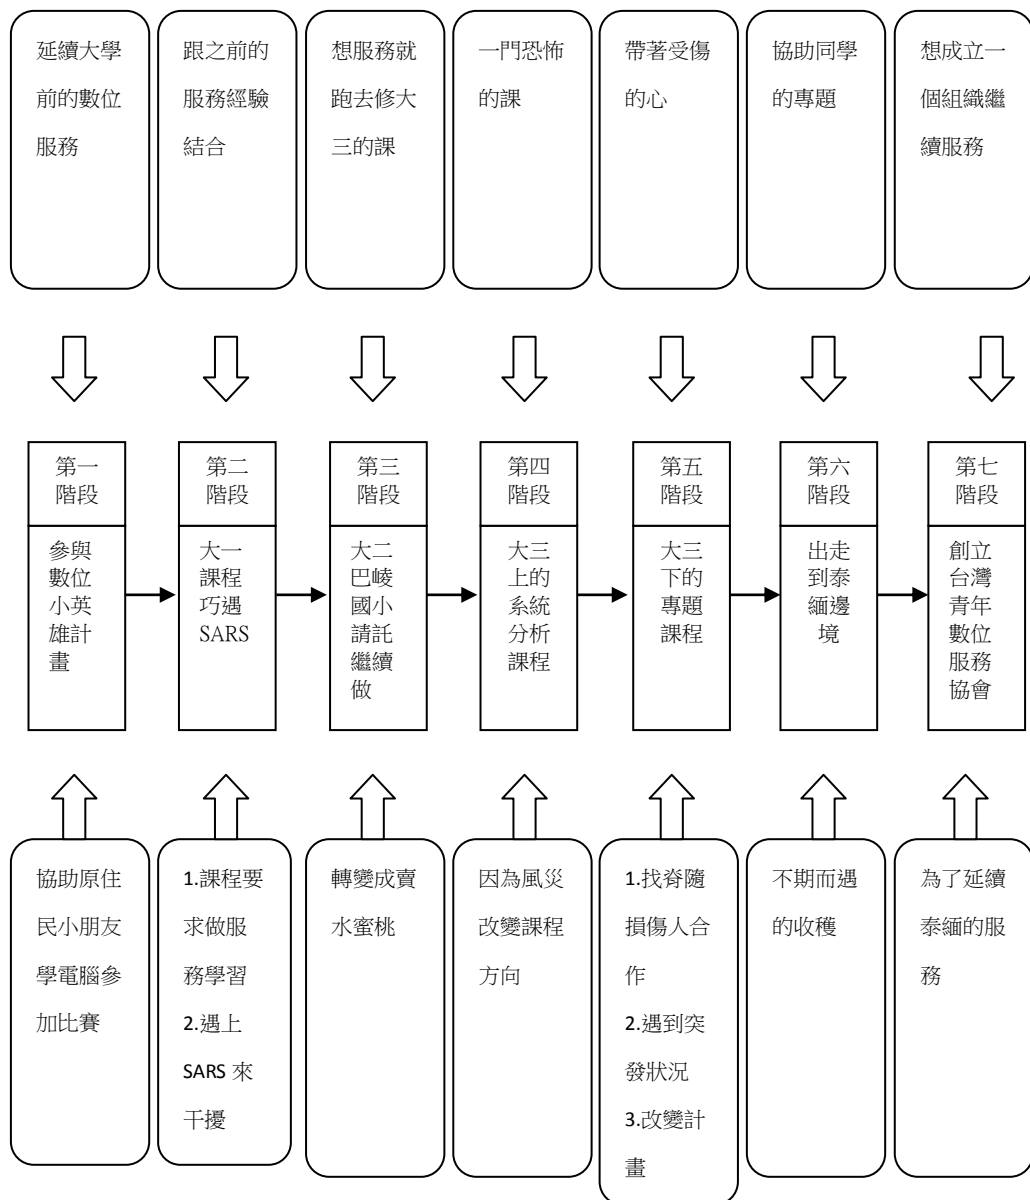 延續大學
前的數位
服務
跟之前的
服務經驗
結合
想服務就
跑去修大
三的課
一門恐怖
的課
帶著受傷
的心
協助同學
的專題
想成立一
個組織繼
續服務
第一
階段
第二
階段
第三
階段
第四
階段
第五
階段
第六
階段
第七
階段
參與
數位
小英
雄計
畫
大一
課程
巧遇
SARS
大二
巴崚
國小
請託
繼續
做
大三
上的
系統
分析
課程
大三
下的
專題
課程
出走
到泰
緬邊
境
創立
台灣
青年
數位
服務
協會
協助原住
民小朋友
學電腦參
加比賽
1.課程要
求做服
務學習
2.遇上
SARS 來
干擾
轉變成賣
水蜜桃
因為風災
改變課程
方向
1.找脊隨
損傷人合
作
2.遇到突
發狀況
3.改變計
畫
不期而遇
的收穫
為了延續
泰緬的服
務